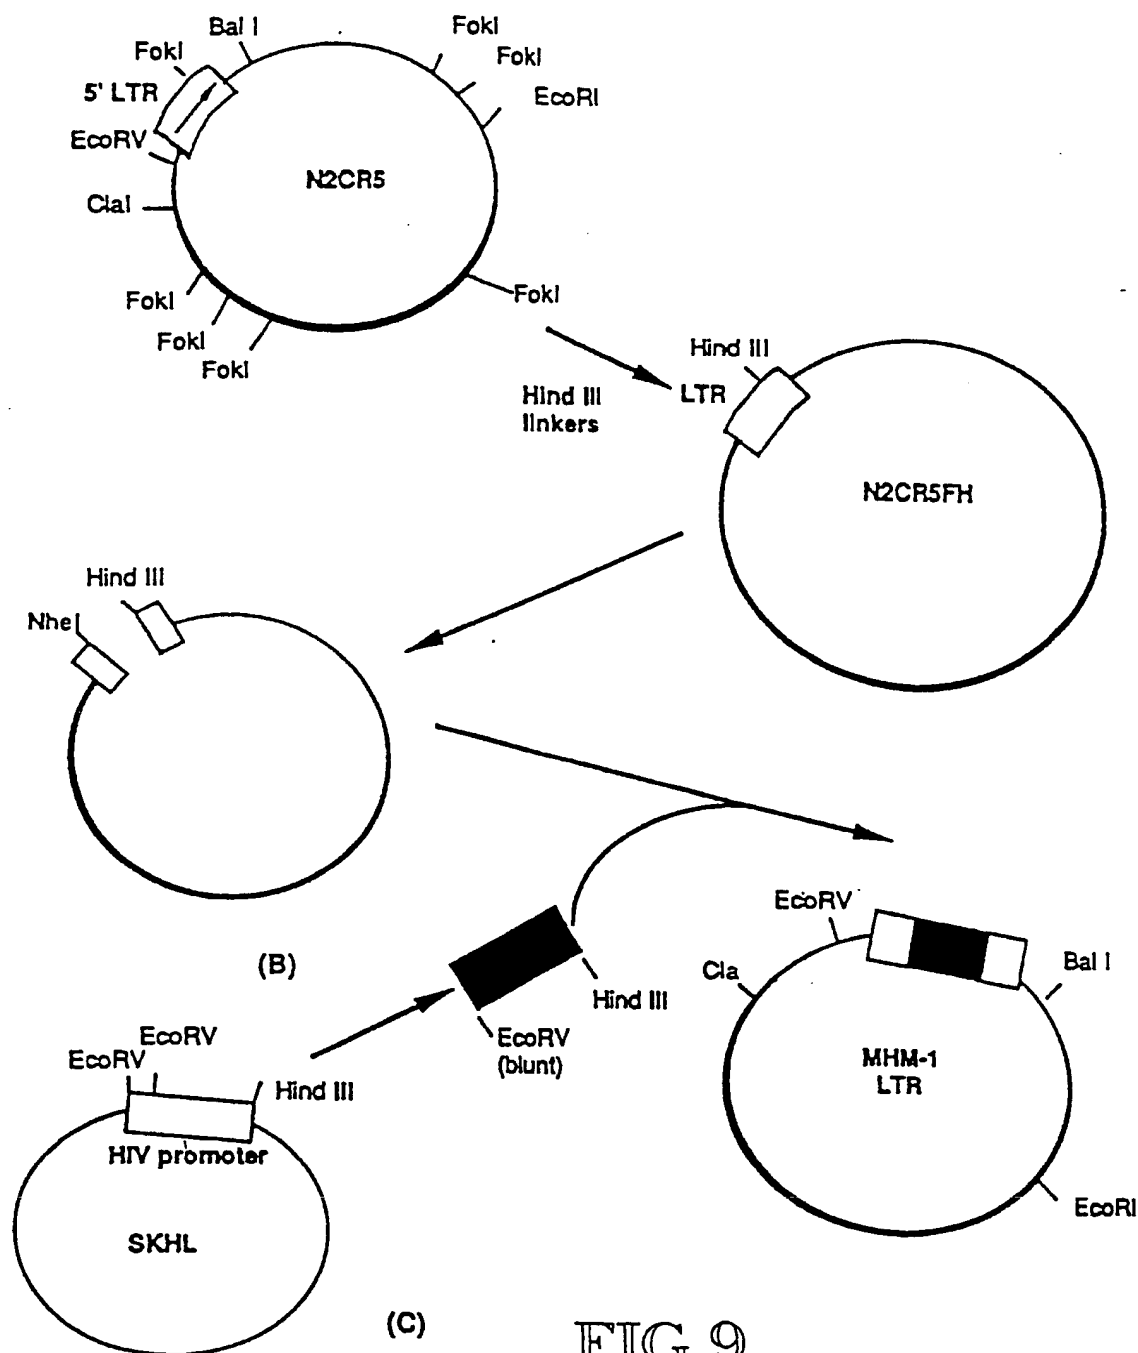 Bal I
FokI
FokI
FokI
5' LTR
EcoRI
EcoRV
N2CR5
ClaI
FokI
FokI
FokI
FokI
Hind III
linkers
Hind III
LTR
N2CR5FH
Hind III
NheI
(B)
EcoRV
(blunt)
Hind III
EcoRV
Cla
Bal I
MHM-1
LTR
EcoRI
EcoRV
EcoRV
Hind III
HIV promoter
SKHL
(C)
FIG. 9